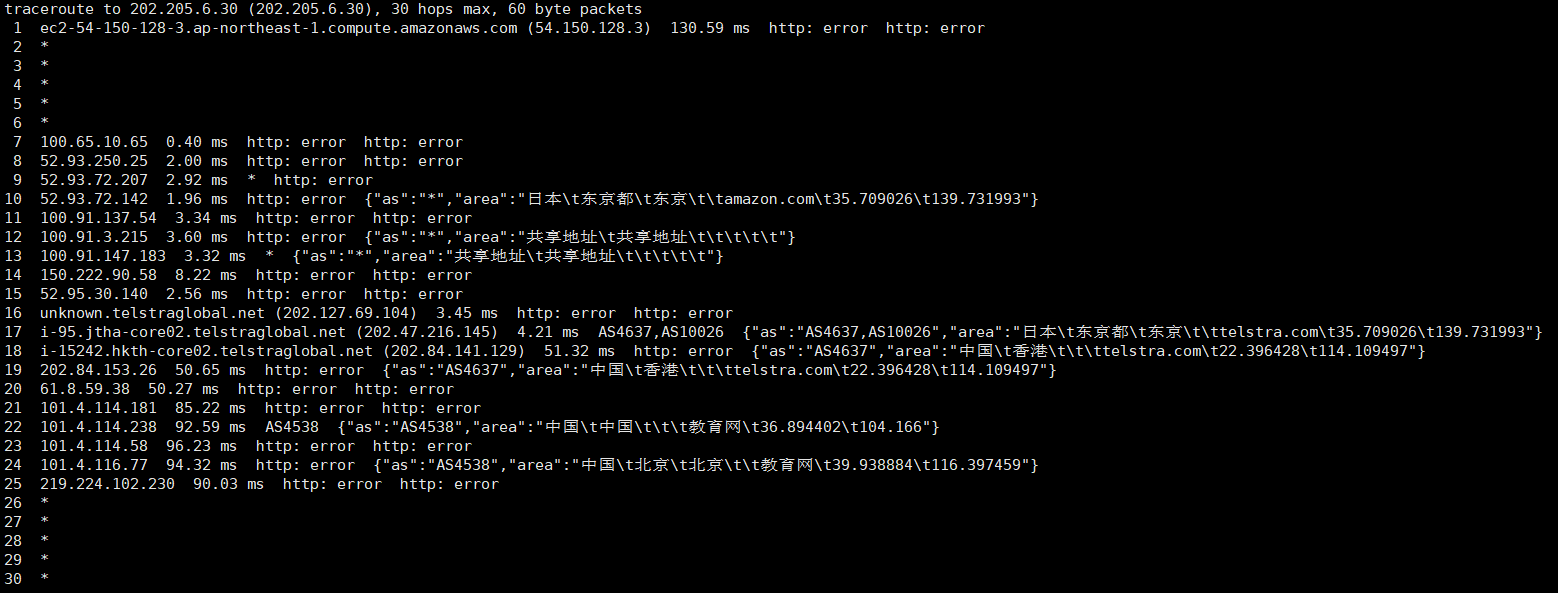 traceroute to 202.205.6.30 (202.205.6.30), 30 hops max, 60 byte packets
1 ec2-54-150-128-3.ap-northeast-1.compute.amazonaws.com (54.150.128.3) 130.59 ms http: error http: error
2 *
3 *
4 *
5 *
6 *
7 100.65.10.65 0.40 ms http: error http: error
8 52.93.250.25 2.00 ms http: error http: error
9 52.93.72.207 2.92 ms * http: error
10 52.93.72.142 1.96 ms http: error {"as":"*","area":"日本\t东京都\t东京\t\tamazon.com\t35.709026\t139.731993"}
11 100.91.137.54 3.34 ms http: error http: error
12 100.91.3.215 3.60 ms http: error {"as":"*","area":"共享地址\t共享地址\t\t\t\t\t"}
13 100.91.147.183 3.32 ms * {"as":"*","area":"共享地址\t共享地址\t\t\t\t\t"}
14 150.222.90.58 8.22 ms http: error http: error
15 52.95.30.140 2.56 ms http: error http: error
16 unknown.telstraglobal.net (202.127.69.104) 3.45 ms http: error http: error
17 i-95.jtha-core02.telstraglobal.net (202.47.216.145) 4.21 ms AS4637,AS10026 {"as":"AS4637,AS10026","area":"日本\t东京都\t东京\t\ttelstra.com\t35.709026\t139.731993"}
18 i-15242.hkth-core02.telstraglobal.net (202.84.141.129) 51.32 ms http: error {"as":"AS4637","area":"中国\t香港\t\t\ttelstra.com\t22.396428\t114.109497"}
19 202.84.153.26 50.65 ms http: error {"as":"AS4637","area":"中国\t香港\t\t\ttelstra.com\t22.396428\t114.109497"}
20 61.8.59.38 50.27 ms http: error http: error
21 101.4.114.181 85.22 ms http: error http: error
22 101.4.114.238 92.59 ms AS4538 {"as":"AS4538","area":"中国\t中国\t\t\t教育网\t36.894402\t104.166"}
23 101.4.114.58 96.23 ms http: error http: error
24 101.4.116.77 94.32 ms http: error {"as":"AS4538","area":"中国\t北京\t北京\t\t教育网\t39.938884\t116.397459"}
25 219.224.102.230 90.03 ms http: error http: error
26 *
27 *
28 *
29 *
30 *